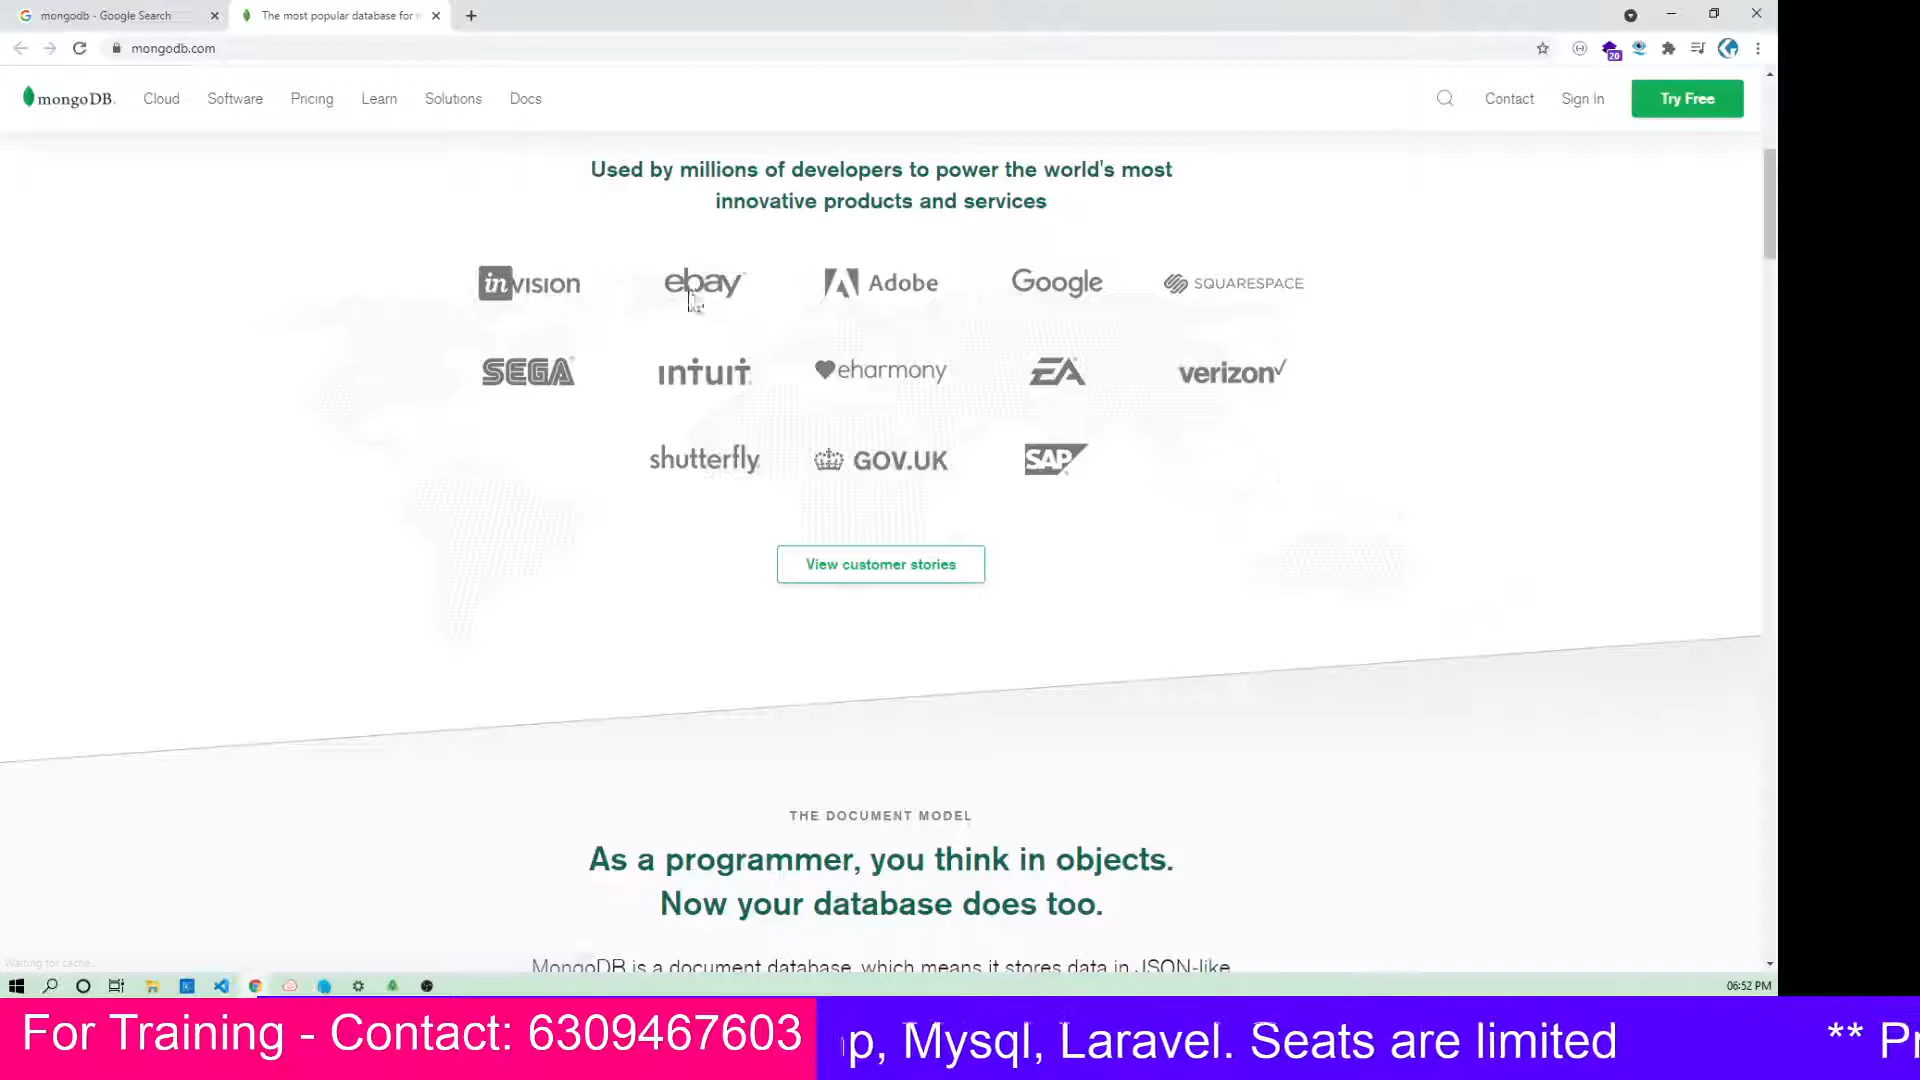 mongodb - Google Search
The most popular database for m
mongodb.com
20
mongoDB.
Cloud
Software
Pricing
Learn
Solutions
Docs
Contact
Sign In
Try Free
Used by millions of developers to power the world's most
innovative products and services
invision
ebay
Adobe
Google
SQUARESPACE
SEGA
intuit
eharmony
EA
verizon
shutterfly
GOV.UK
SAP
View customer stories
THE DOCUMENT MODEL
As a programmer, you think in objects.
Now your database does too.
MongoDB is a document database, which means it stores data in JSON-like
Waiting for cache...
06:52 PM
For Training - Contact: 6309467603
p, Mysql, Laravel. Seats are limited
** Pr